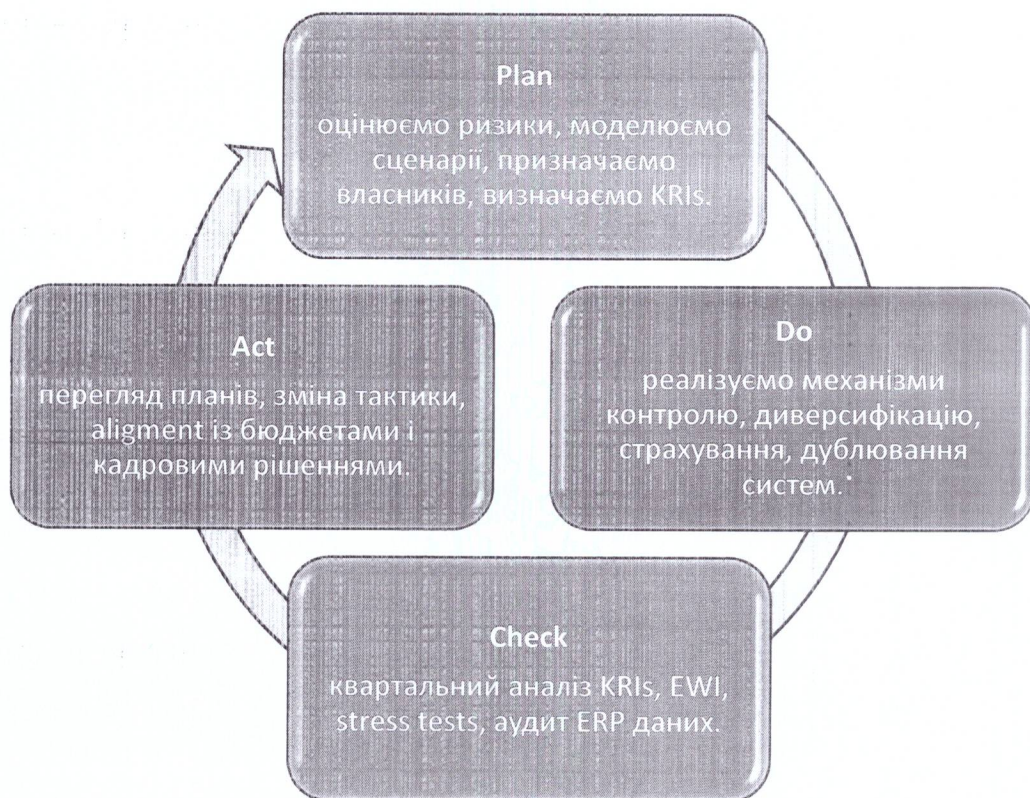 Plan
оцінюємо ризики, моделюємо
сценарії, призначаємо
власників, визначаємо KRIs.
Do
реалізуємо механізми
контролю, диверсифікацію,
страхування, дублювання
систем.
Check
квартальний аналіз KRIs, EWI,
stress tests, аудит ERP даних.
Act
перегляд планів, зміна тактики,
aligment із бюджетами і
кадровими рішеннями.